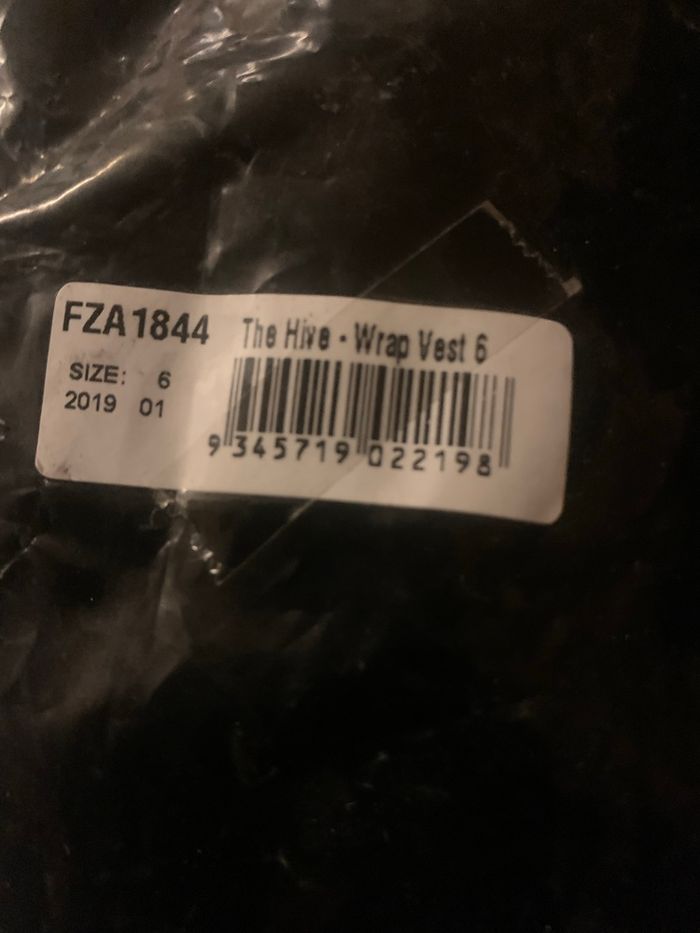 FZA1844
The Hive - Wrap Vest 6
SIZE: 6
2019 01
9 345719 022198